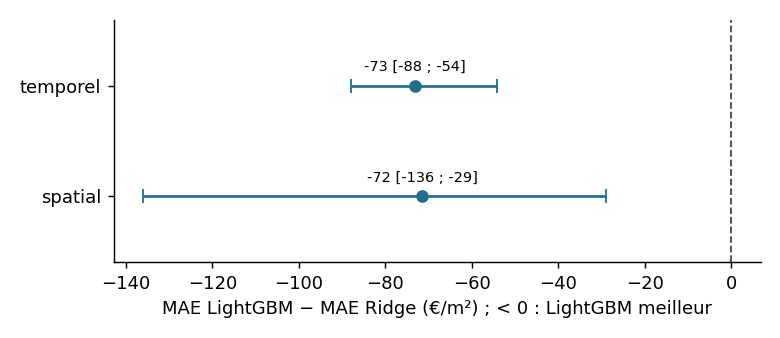 -73 [-88 ; -54]
temporel
-72 [-136 ; -29]
spatial
−140 −120 −100 −80 −60 −40 −20 0
MAE LightGBM − MAE Ridge (€/m²) ; < 0 : LightGBM meilleur